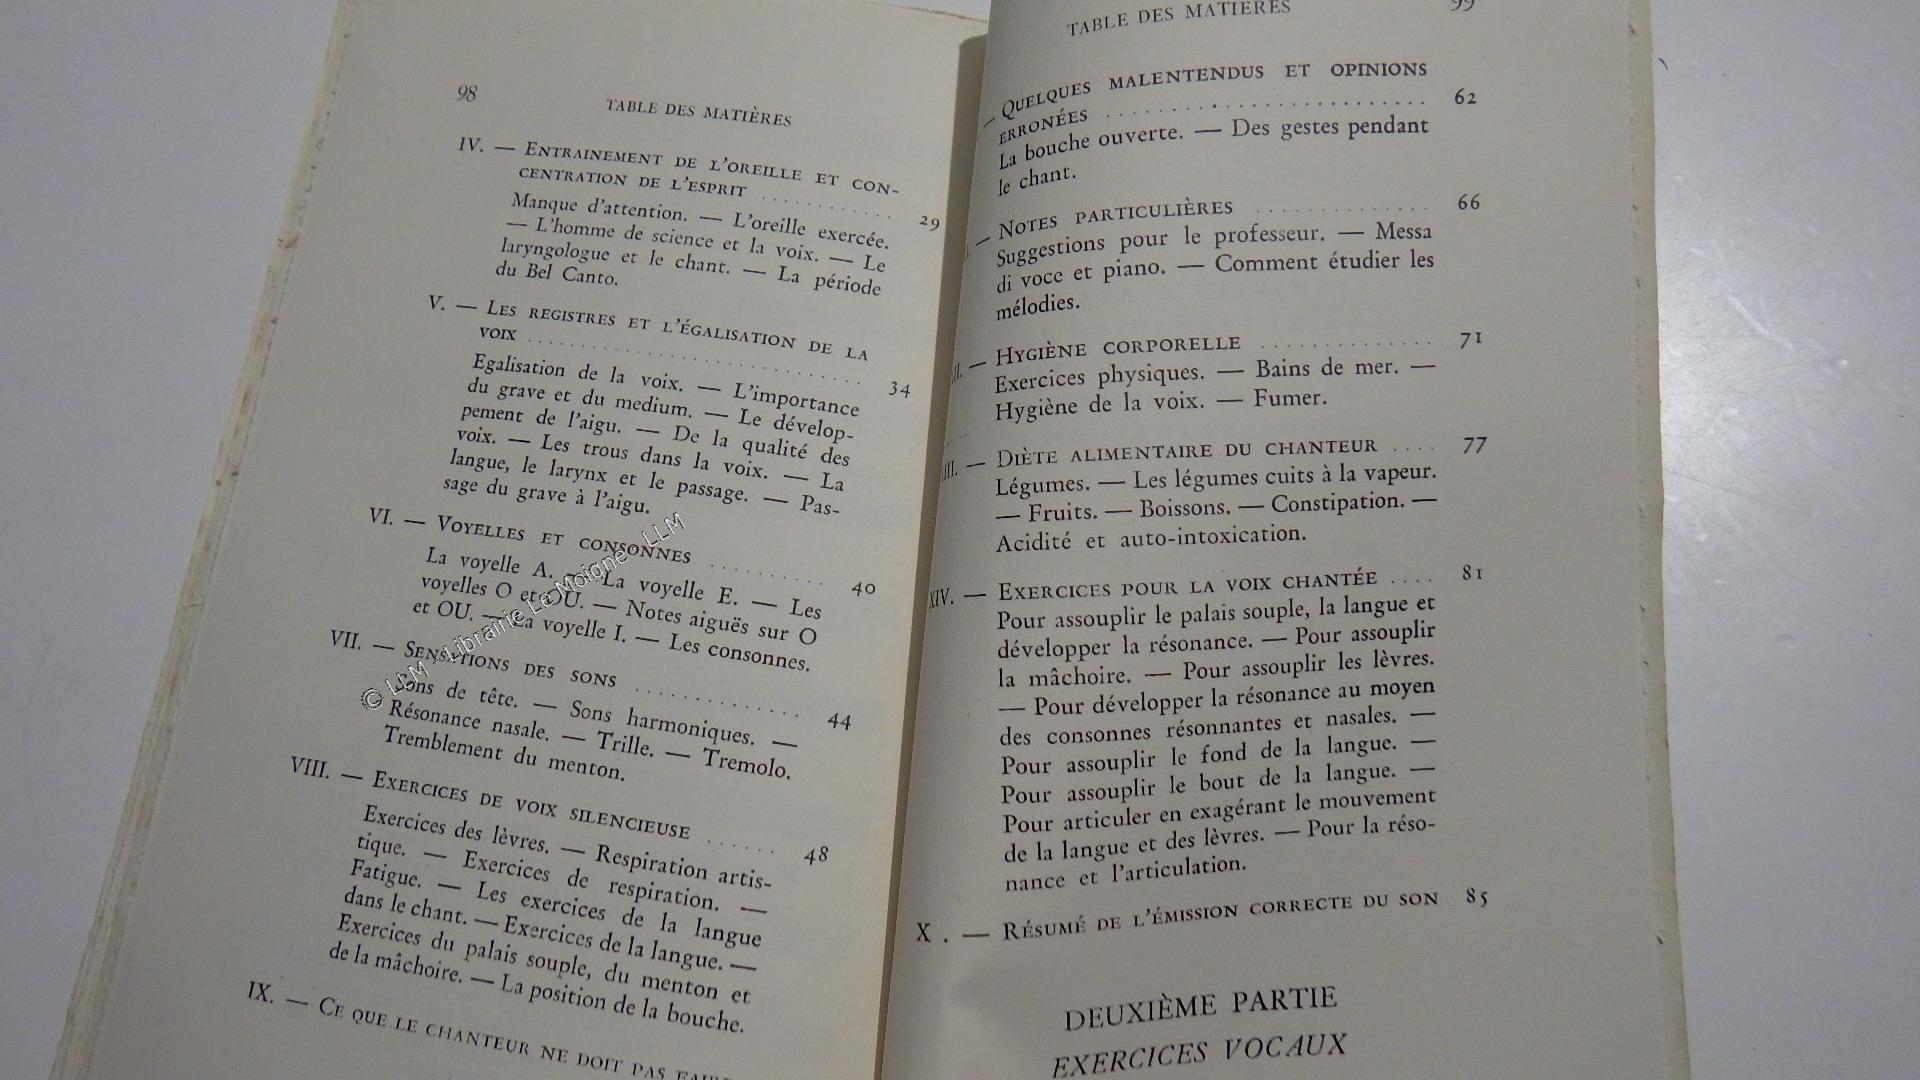 98
TABLE DES MATIÈRES
IV. — ENTRAINEMENT DE L'OREILLE ET CON-
CENTRATION DE L'ESPRIT ............ 29
Manque d'attention. — L'oreille exercée.
— L'homme de science et la voix. — Le
laryngologue et le chant. — La période
du Bel Canto.
V. — LES REGISTRES ET L'ÉGALISATION DE LA
VOIX .............................. 34
Egalisation de la voix. — L'importance
du grave et du medium. — Le dévelop-
pement de l'aigu. — De la qualité des
voix. — Les trous dans la voix. — La
langue, le larynx et le passage. — Pas-
sage du grave à l'aigu.
VI. — VOYELLES ET CONSONNES .......... 40
La voyelle A. — La voyelle E. — Les
voyelles O et OU. — Notes aiguës sur O
et OU. — La voyelle I. — Les consonnes.
VII. — SENSATIONS DES SONS ............. 44
Sons de tête. — Sons harmoniques. —
Résonance nasale. — Trille. — Tremolo.
Tremblement du menton.
VIII. — EXERCICES DE VOIX SILENCIEUSE ...... 48
Exercices des lèvres. — Respiration artis-
tique. — Exercices de respiration. —
Fatigue. — Les exercices de la langue
dans le chant. — Exercices de la langue. —
Exercices du palais souple, du menton et
de la mâchoire. — La position de la bouche.
IX. — CE QUE LE CHANTEUR NE DOIT PAS FAIRE
© LLM - Librairie Le Moigne - LLM
TABLE DES MATIÈRES 99
— QUELQUES MALENTENDUS ET OPINIONS
ERRONÉES .......................... 62
La bouche ouverte. — Des gestes pendant
le chant.
— NOTES PARTICULIÈRES .............. 66
Suggestions pour le professeur. — Messa
di voce et piano. — Comment étudier les
mélodies.
— HYGIÈNE CORPORELLE .............. 71
Exercices physiques. — Bains de mer. —
Hygiène de la voix. — Fumer.
— DIÈTE ALIMENTAIRE DU CHANTEUR .... 77
Légumes. — Les légumes cuits à la vapeur.
— Fruits. — Boissons. — Constipation. —
Acidité et auto-intoxication.
XIV. — EXERCICES POUR LA VOIX CHANTÉE .... 81
Pour assouplir le palais souple, la langue et
développer la résonance. — Pour assouplir
la mâchoire. — Pour assouplir les lèvres.
— Pour développer la résonance au moyen
des consonnes résonnantes et nasales. —
Pour assouplir le fond de la langue. —
Pour assouplir le bout de la langue. —
Pour articuler en exagérant le mouvement
de la langue et des lèvres. — Pour la réso-
nance et l'articulation.
X . — RÉSUMÉ DE L'ÉMISSION CORRECTE DU SON 85
DEUXIÈME PARTIE
EXERCICES VOCAUX